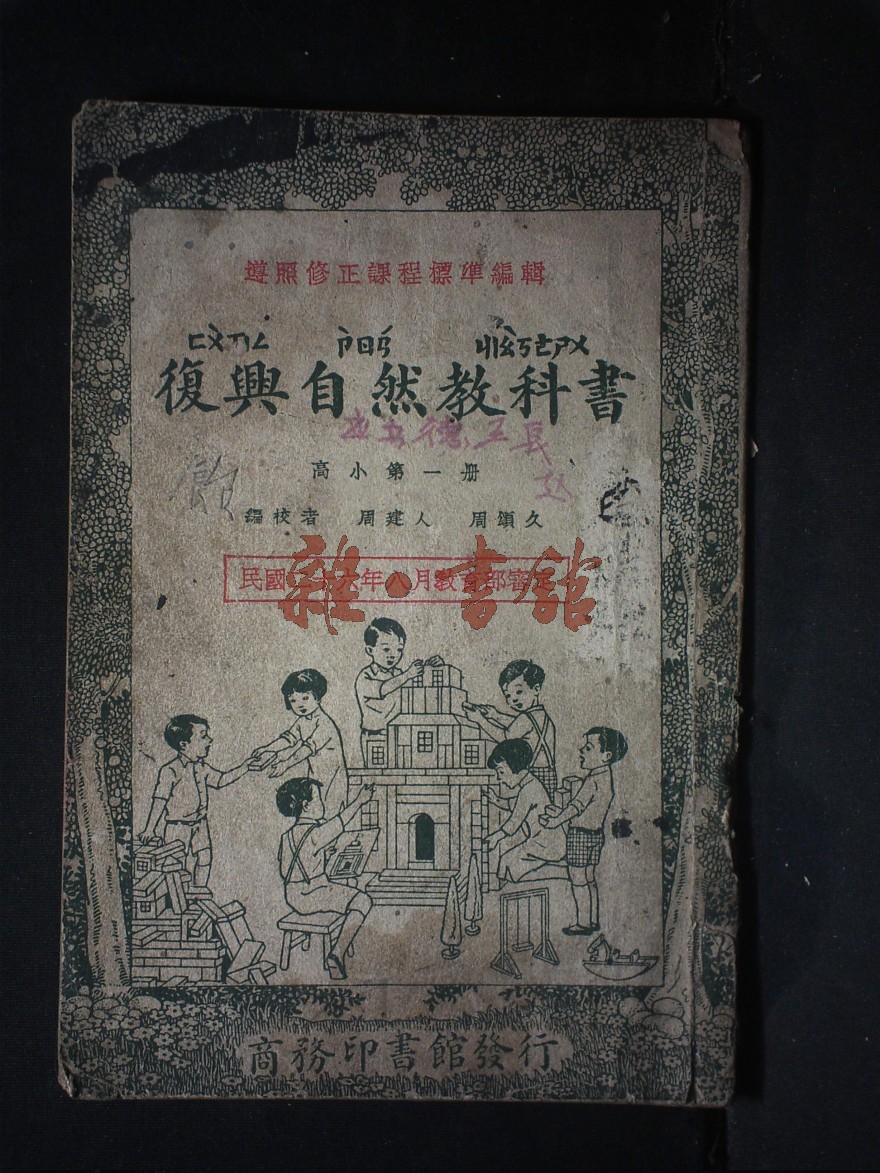 遵照修正課程標準編輯
ㄈㄨˋㄒㄧㄥ ㄗˋㄖㄢˊ ㄐㄧㄠˋㄎㄜㄕㄨ
復興自然教科書
高小第一册
編校者 周建人 周頌久
民國 六年八月教育部審定
雜·書館
商務印書館發行